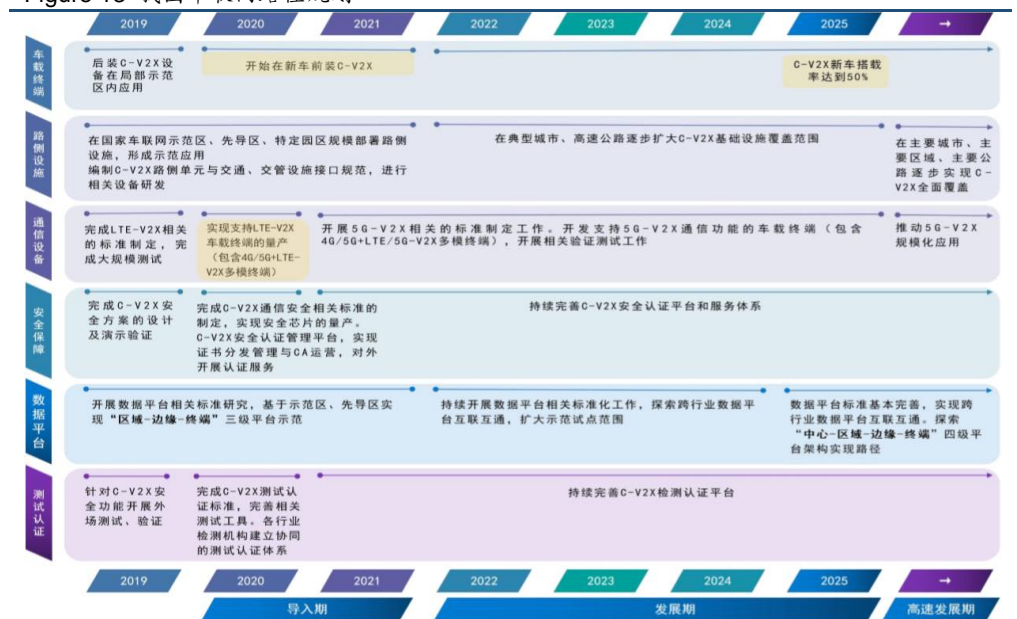 2019 2020 2021 2022 2023 2024 2025 →
车载终端
后装C-V2X设
备在局部示范
区内应用
开始在新车前装C-V2X
C-V2X新车搭载
率达到50%
路侧设施
在国家车联网示范区、先导区、特定园区规模部署路侧
设施，形成示范应用
编制C-V2X路侧单元与交通、交管设施接口规范，进行
相关设备研发
在典型城市、高速公路逐步扩大C-V2X基础设施覆盖范围
在主要城市、主
要区域、主要公
路逐步实现C-
V2X全面覆盖
通信设备
完成LTE-V2X相关
的标准制定，完
成大规模测试
实现支持LTE-V2X
车载终端的量产
（包含4G/5G+LTE-
V2X多模终端）
开展5G-V2X相关的标准制定工作。开发支持5G-V2X通信功能的车载终端（包含
4G/5G+LTE/5G-V2X多模终端），开展相关验证测试工作
推动5G-V2X
规模化应用
安全保障
完成C-V2X安
全方案的设计
及演示验证
完成C-V2X通信安全相关标准的
制定，实现安全芯片的量产。
C-V2X安全认证管理平台，实现
证书分发管理与CA运营，对外
开展认证服务
持续完善C-V2X安全认证平台和服务体系
数据平台
开展数据平台相关标准研究，基于示范区、先导区实
现“区域-边缘-终端”三级平台示范
持续开展数据平台相关标准化工作，探索跨行业数据平
台互联互通，扩大示范试点范围
数据平台标准基本完善，实现跨
行业数据平台互联互通。探索
“中心-区域-边缘-终端”四级平
台架构实现路径
测试认证
针对C-V2X安
全功能开展外
场测试、验证
完成C-V2X测试认
证标准，完善相关
测试工具。各行业
检测机构建立协同
的测试认证体系
持续完善C-V2X检测认证平台
2019 2020 2021 2022 2023 2024 2025 →
导入期 发展期 高速发展期